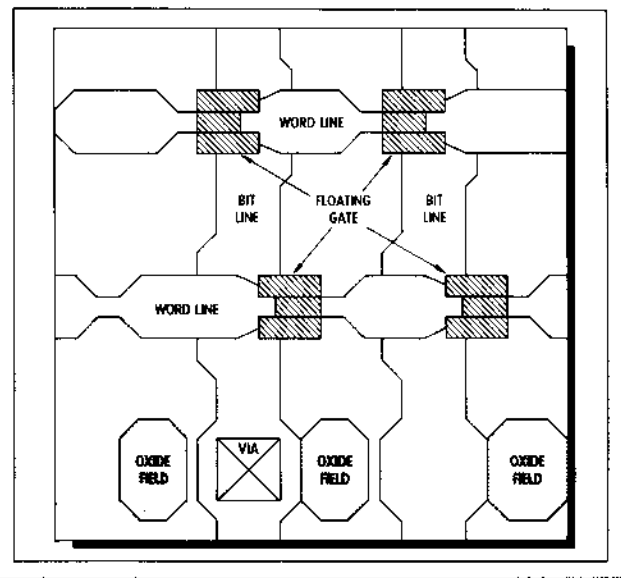 WORD LINE
BIT
LINE
FLOATING
GATE
BIT
LINE
WORD LINE
VIA
OXIDE
FIELD
OXIDE
FIELD
OXIDE
FIELD